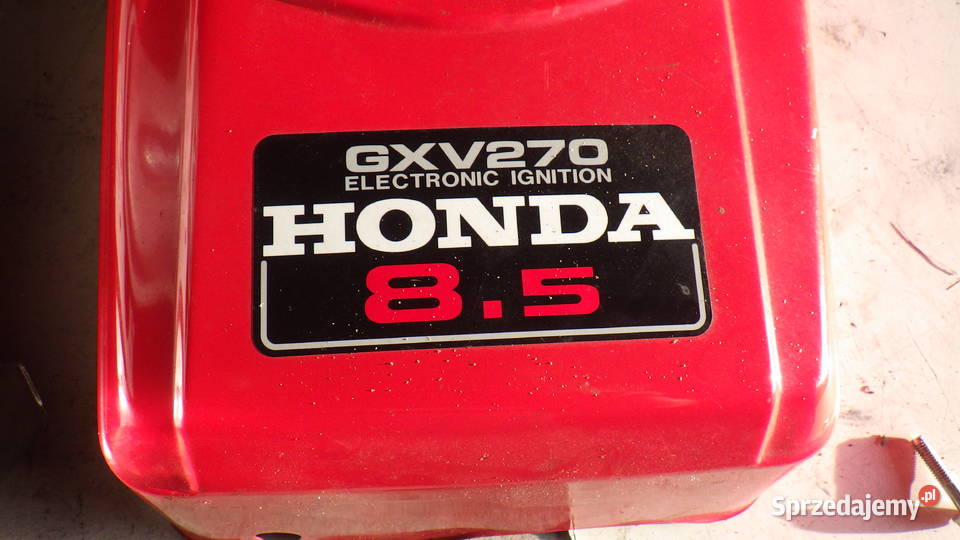 GXV270
ELECTRONIC IGNITION
HONDA
8.5
Sprzedajemy.pl